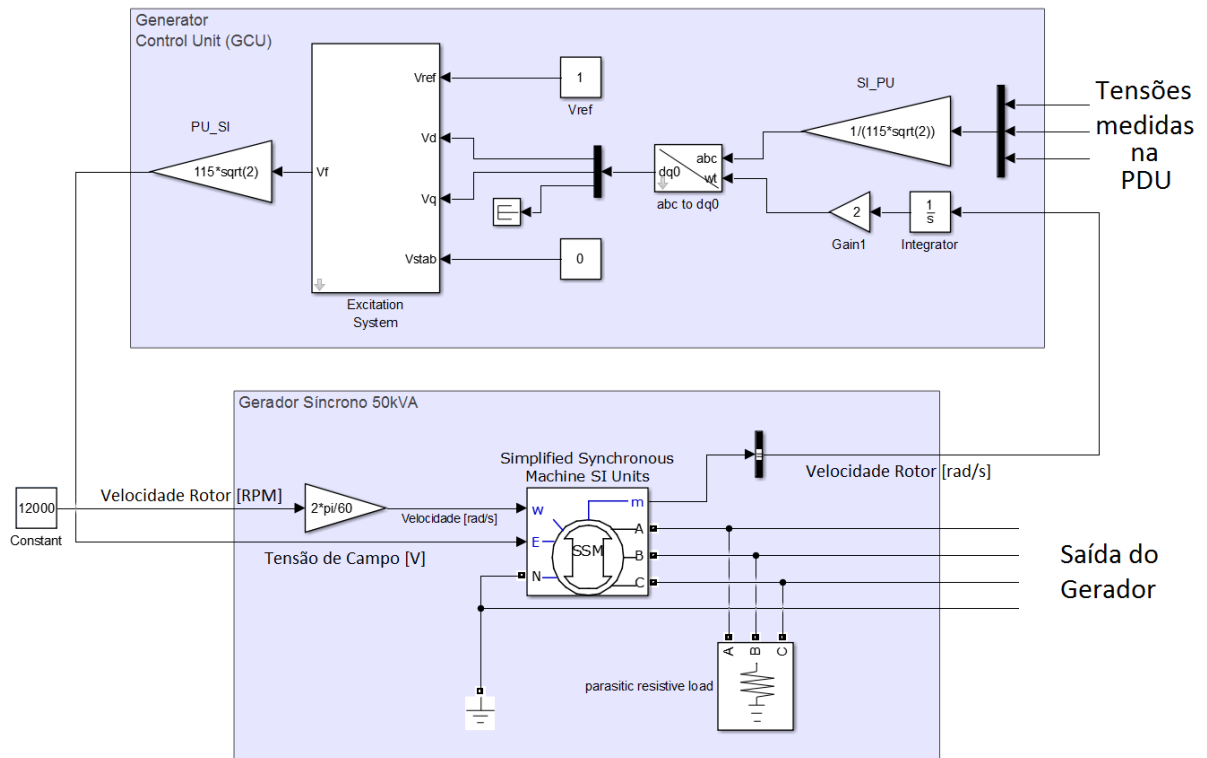 Generator
Control Unit (GCU)
Vref
Vd
Vq
Vstab
Vf
Excitation
System
PU_SI
115*sqrt(2)
1
Vref
0
dq0
abc
wt
abc to dq0
SI_PU
1/(115*sqrt(2))
2
Gain1
1
s
Integrator
Tensões
medidas
na
PDU
Gerador Síncrono 50kVA
12000
Constant
Velocidade Rotor [RPM]
2*pi/60
Velocidade [rad/s]
Tensão de Campo [V]
Simplified Synchronous
Machine SI Units
w
E
N
SSM
m
A
B
C
Velocidade Rotor [rad/s]
A
B
C
parasitic resistive load
Saída do
Gerador